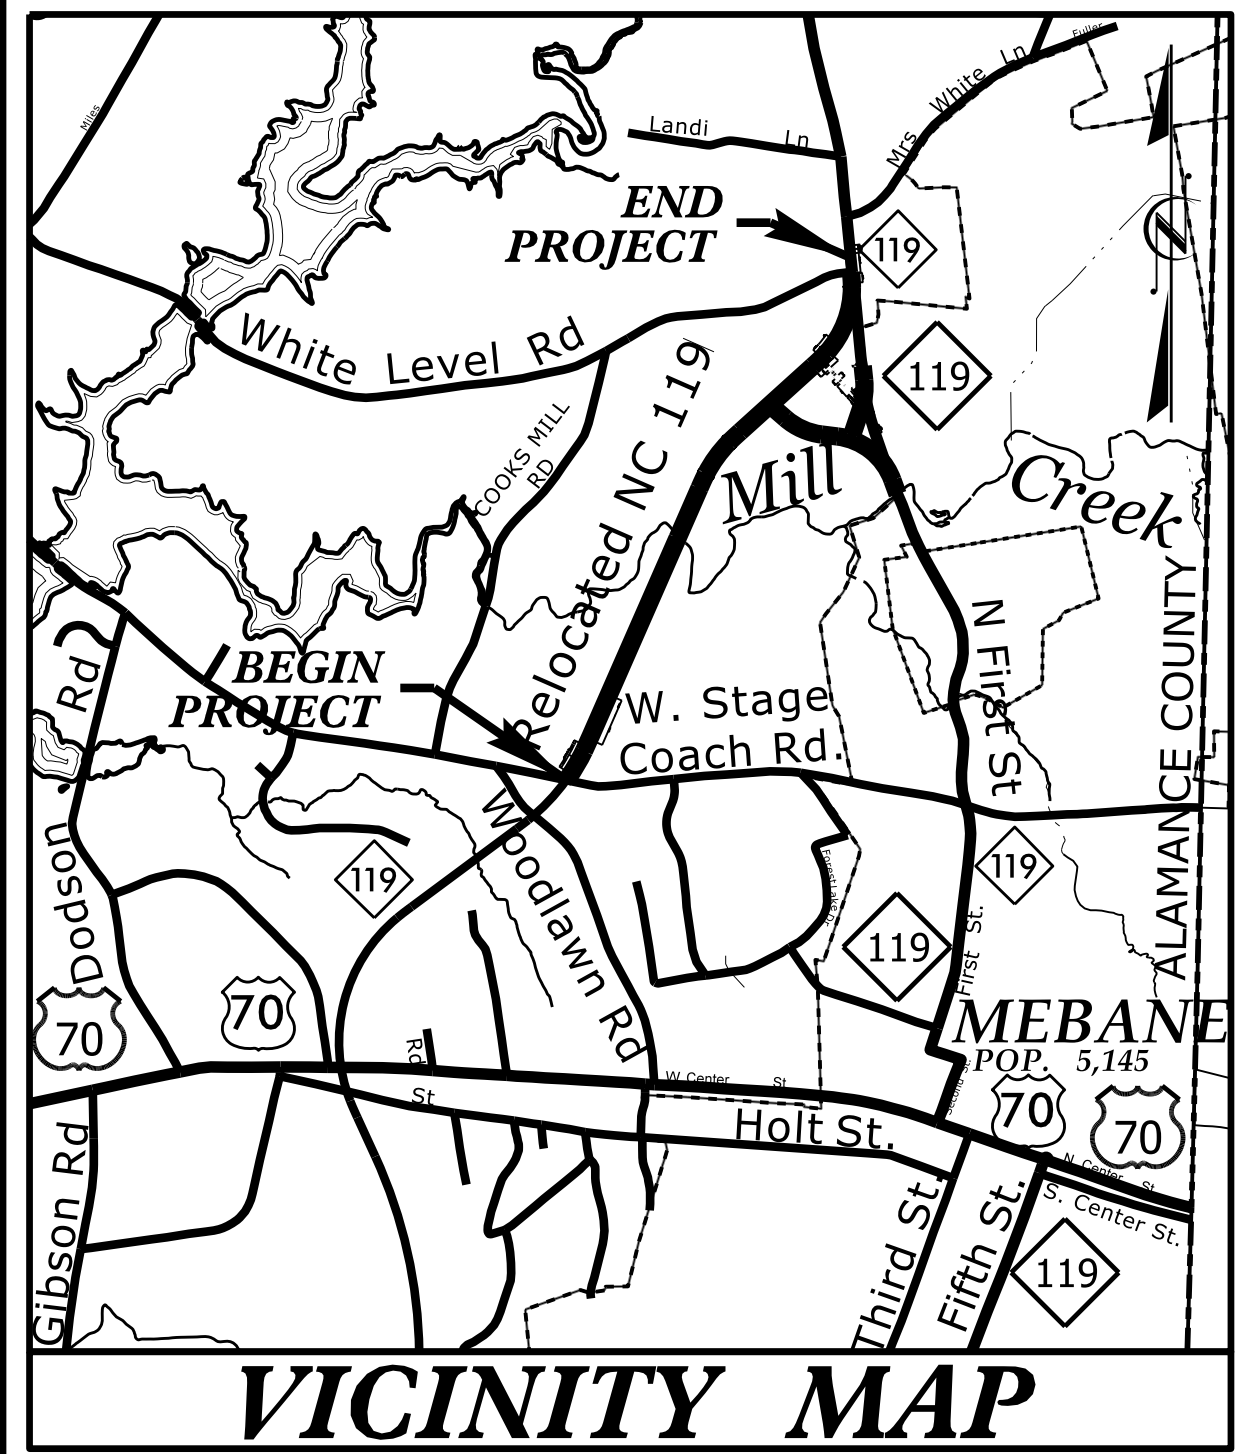 Fuller
Mrs White Ln
Miles
Landi Ln
END
PROJECT
119
N
White Level Rd
119
COOKS MILL
RD
Relocated NC 119
Mill
Creek
ALAMANCE COUNTY
N First St
Rd
BEGIN
PROJECT
W. Stage
Coach Rd.
Woodlawn Rd
Dodson
119
119
Forest Lake Dr
119
First St.
70
70
MEBANE
POP. 5,145
Rd
St
W Center St
Second St.
70
70
Holt St.
N Center St
S. Center St.
Gibson Rd
Third St.
Fifth St.
119
VICINITY MAP